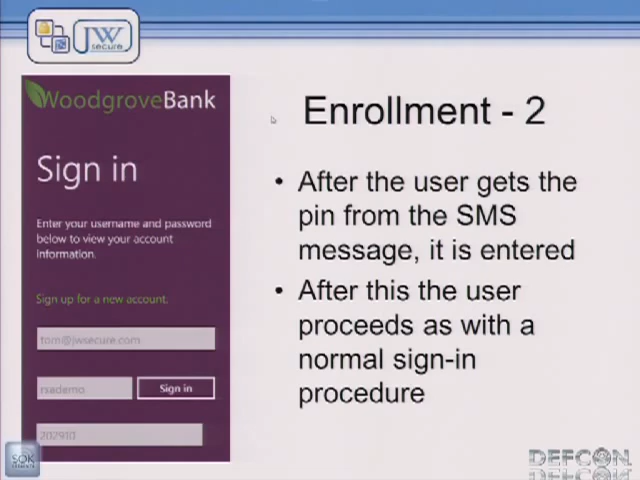 JW
secure
WoodgroveBank
Enrollment - 2
Sign in
• After the user gets the
pin from the SMS
message, it is entered
• After this the user
proceeds as with a
normal sign-in
procedure
Enter your username and password
below to view your account
information.
Sign up for a new account.
tom@jwsecure.com
rsademo
Sign in
202910
SOK
DEFCON